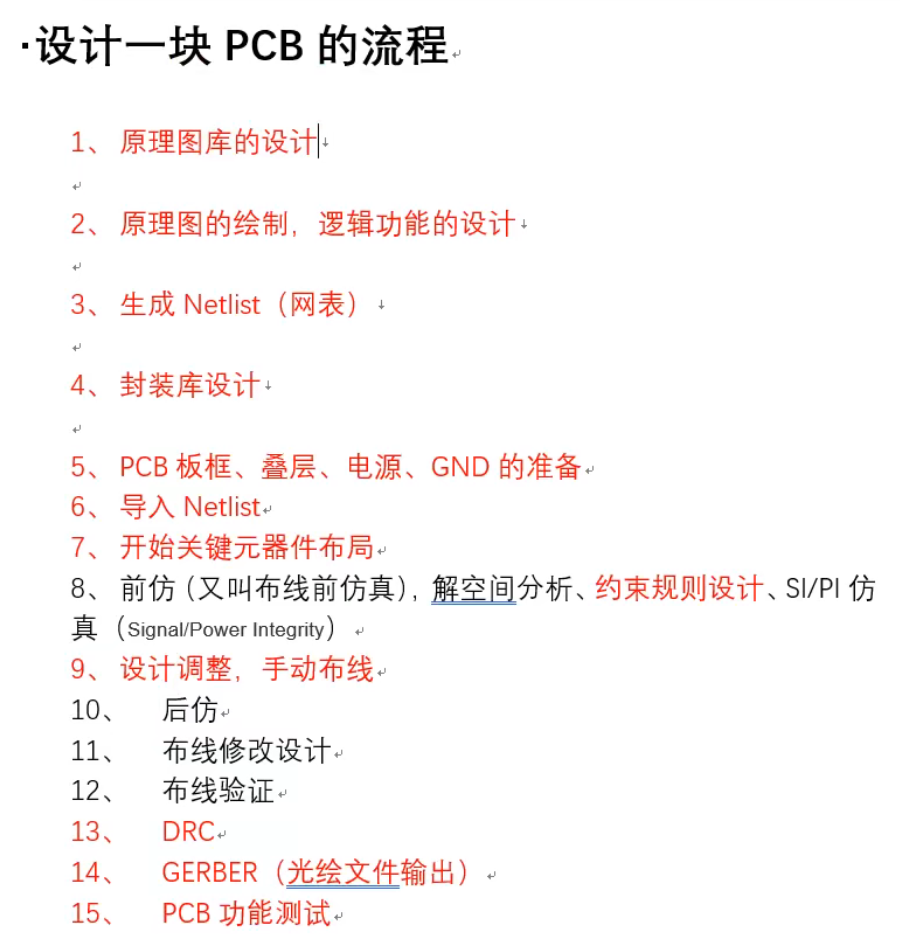 ·设计一块 PCB 的流程
1、 原理图库的设计
2、 原理图的绘制，逻辑功能的设计
3、 生成 Netlist（网表）
4、 封装库设计
5、 PCB 板框、叠层、电源、GND 的准备
6、 导入 Netlist
7、 开始关键元器件布局
8、 前仿（又叫布线前仿真），解空间分析、约束规则设计、SI/PI 仿
真（Signal/Power Integrity）
9、 设计调整，手动布线
10、 后仿
11、 布线修改设计
12、 布线验证
13、 DRC
14、 GERBER（光绘文件输出）
15、 PCB 功能测试